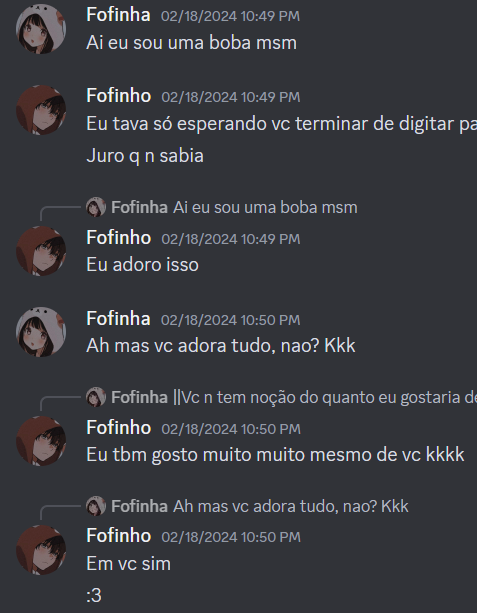 Fofinha 02/18/2024 10:49 PM
Ai eu sou uma boba msm
Fofinho 02/18/2024 10:49 PM
Eu tava só esperando vc terminar de digitar pa
Juro q n sabia
Fofinha Ai eu sou uma boba msm
Fofinho 02/18/2024 10:49 PM
Eu adoro isso
Fofinha 02/18/2024 10:50 PM
Ah mas vc adora tudo, nao? Kkk
Fofinha ||Vc n tem noção do quanto eu gostaria de
Fofinho 02/18/2024 10:50 PM
Eu tbm gosto muito muito mesmo de vc kkkk
Fofinha Ah mas vc adora tudo, nao? Kkk
Fofinho 02/18/2024 10:50 PM
Em vc sim
:3